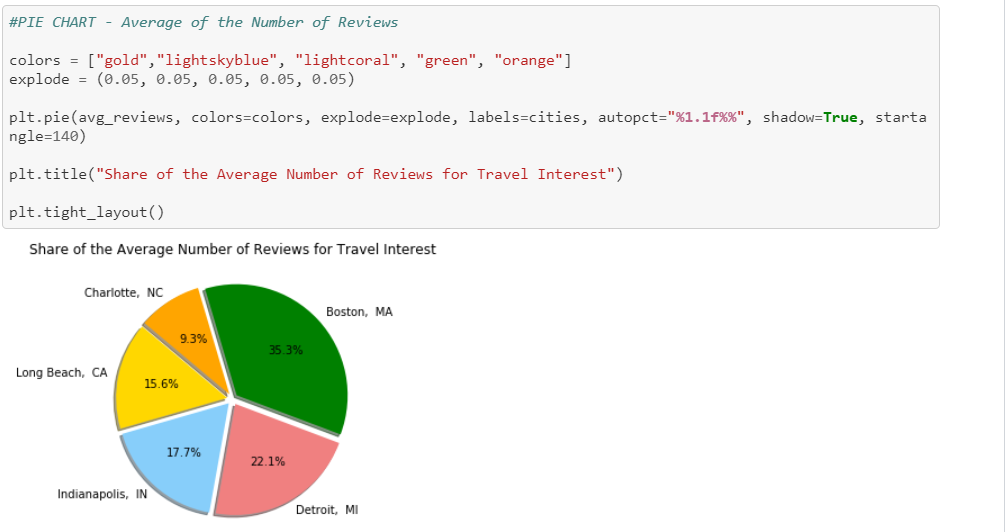 #PIE CHART - Average of the Number of Reviews
colors = ["gold","lightskyblue", "lightcoral", "green", "orange"]
explode = (0.05, 0.05, 0.05, 0.05, 0.05)
plt.pie(avg_reviews, colors=colors, explode=explode, labels=cities, autopct="%1.1f%%", shadow=True, starta
ngle=140)
plt.title("Share of the Average Number of Reviews for Travel Interest")
plt.tight_layout()
Share of the Average Number of Reviews for Travel Interest
Charlotte, NC
Boston, MA
9.3%
35.3%
Long Beach, CA
15.6%
17.7%
22.1%
Indianapolis, IN
Detroit, MI